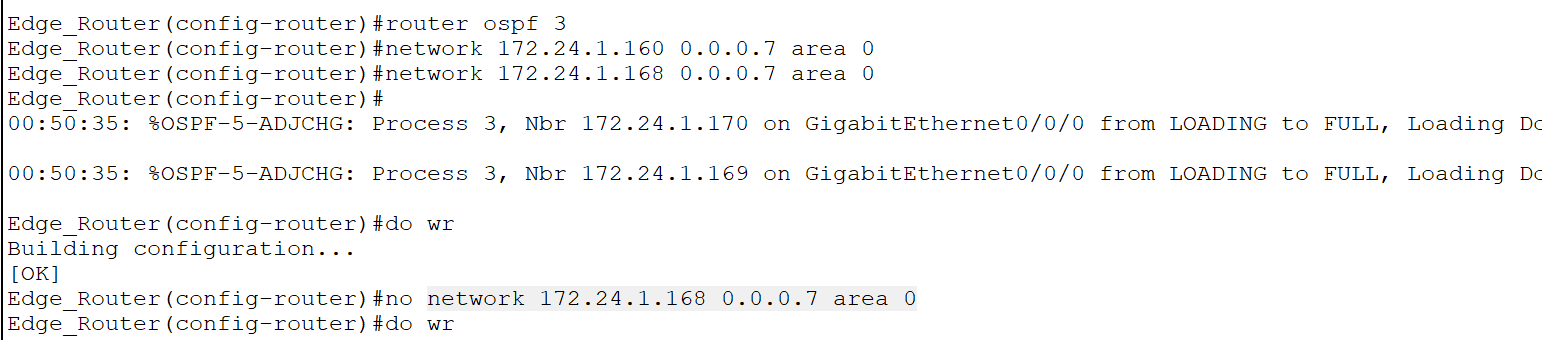 Edge_Router(config-router)#router ospf 3
Edge_Router(config-router)#network 172.24.1.160 0.0.0.7 area 0
Edge_Router(config-router)#network 172.24.1.168 0.0.0.7 area 0
Edge_Router(config-router)#
00:50:35: %OSPF-5-ADJCHG: Process 3, Nbr 172.24.1.170 on GigabitEthernet0/0/0 from LOADING to FULL, Loading Do
00:50:35: %OSPF-5-ADJCHG: Process 3, Nbr 172.24.1.169 on GigabitEthernet0/0/0 from LOADING to FULL, Loading Do
Edge_Router(config-router)#do wr
Building configuration...
[OK]
Edge_Router(config-router)#no network 172.24.1.168 0.0.0.7 area 0
Edge_Router(config-router)#do wr